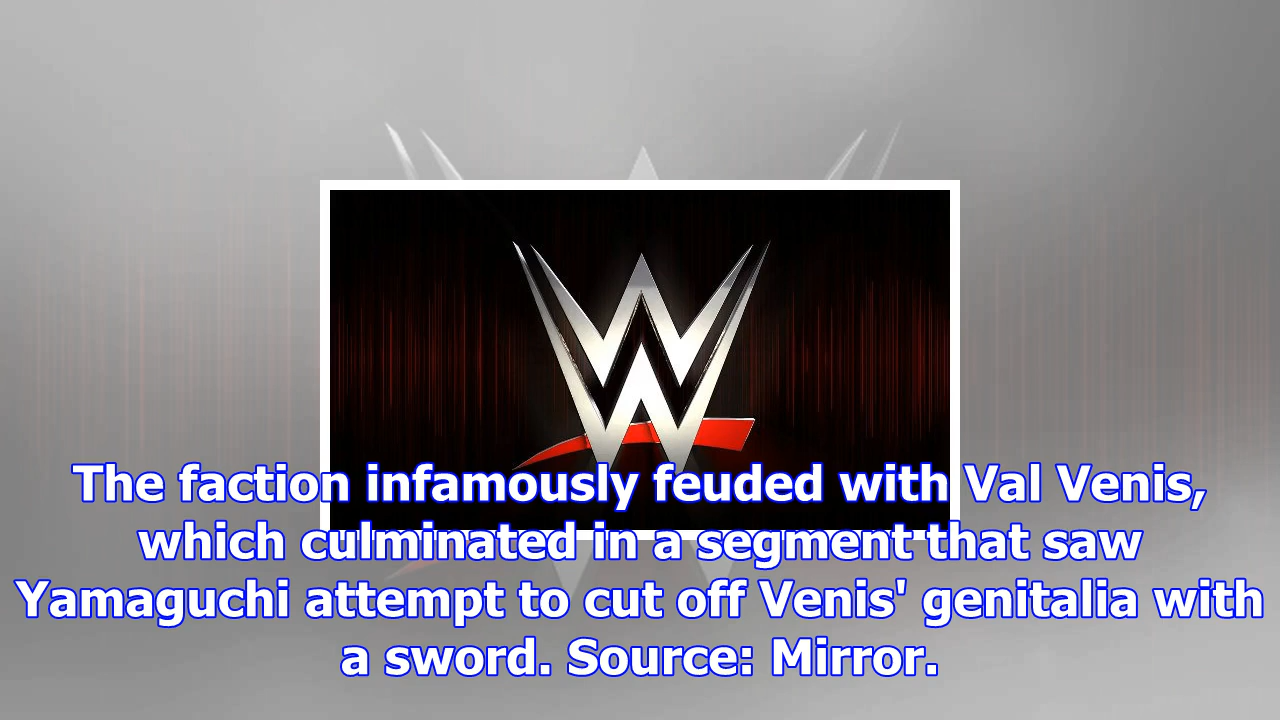 The faction infamously feuded with Val Venis,
which culminated in a segment that saw
Yamaguchi attempt to cut off Venis' genitalia with
a sword. Source: Mirror.